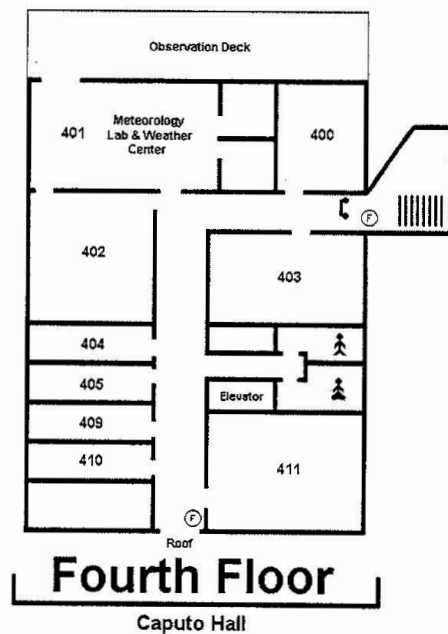 Observation Deck
401
Meteorology
Lab & Weather
Center
400
F
402
403
404
405
Elevator
409
410
411
F
Roof
Fourth Floor
Caputo Hall